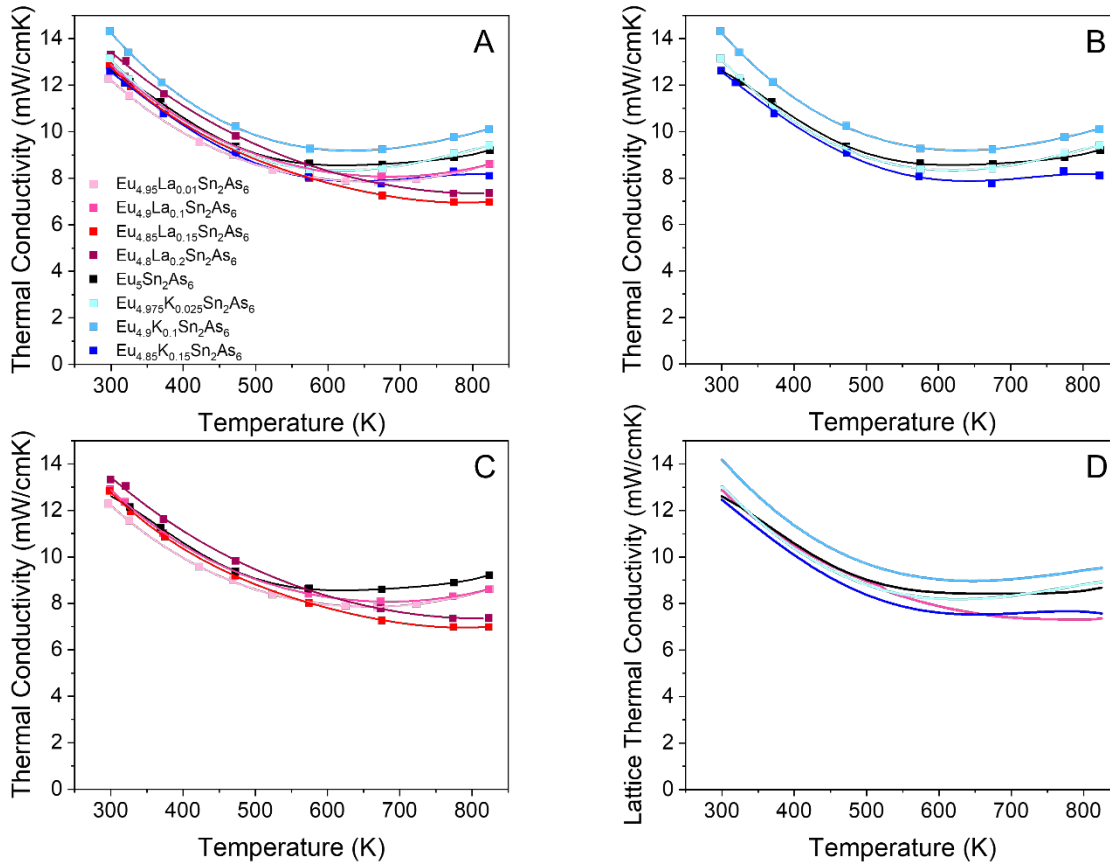 A
Thermal Conductivity (mW/cmK)
14
12
10
8
6
4
2
0
Eu4.95La0.01Sn2As6
Eu4.9La0.1Sn2As6
Eu4.85La0.15Sn2As6
Eu4.8La0.2Sn2As6
Eu5Sn2As6
Eu4.975K0.025Sn2As6
Eu4.9K0.1Sn2As6
Eu4.85K0.15Sn2As6
300 400 500 600 700 800
Temperature (K)
B
Thermal Conductivity (mW/cmK)
14
12
10
8
6
4
2
0
300 400 500 600 700 800
Temperature (K)
C
Thermal Conductivity (mW/cmK)
14
12
10
8
6
4
2
0
300 400 500 600 700 800
Temperature (K)
D
Lattice Thermal Conductivity (mW/cmK)
14
12
10
8
6
4
2
0
300 400 500 600 700 800
Temperature (K)